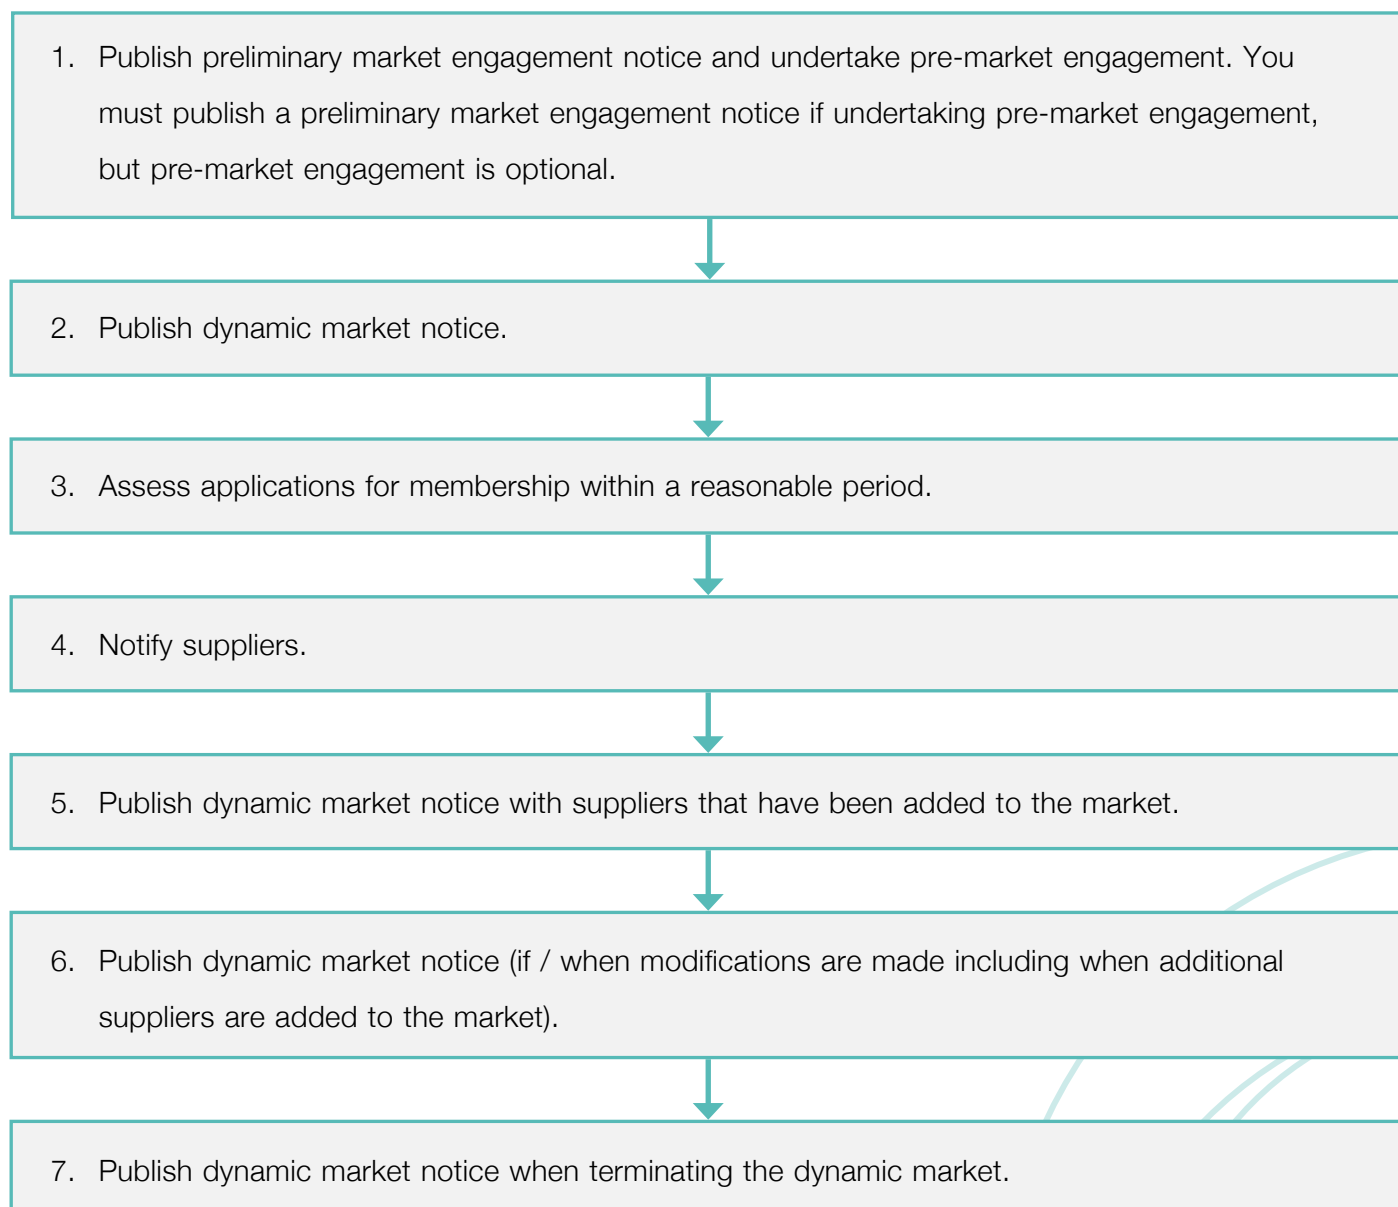 1. Publish preliminary market engagement notice and undertake pre-market engagement. You
must publish a preliminary market engagement notice if undertaking pre-market engagement,
but pre-market engagement is optional.
2. Publish dynamic market notice.
3. Assess applications for membership within a reasonable period.
4. Notify suppliers.
5. Publish dynamic market notice with suppliers that have been added to the market.
6. Publish dynamic market notice (if / when modifications are made including when additional
suppliers are added to the market).
7. Publish dynamic market notice when terminating the dynamic market.